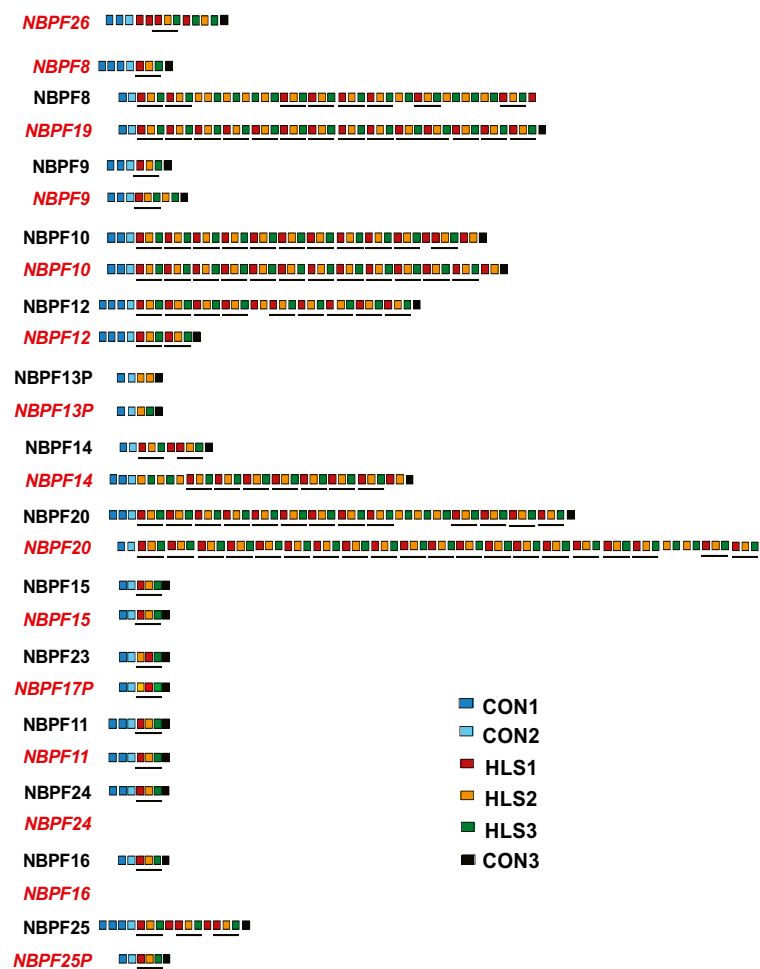 NBPF26
NBPF8
NBPF8
NBPF19
NBPF9
NBPF9
NBPF10
NBPF10
NBPF12
NBPF12
NBPF13P
NBPF13P
NBPF14
NBPF14
NBPF20
NBPF20
NBPF15
NBPF15
NBPF23
NBPF17P
NBPF11
NBPF11
NBPF24
NBPF24
NBPF16
NBPF16
NBPF25
NBPF25P
CON1
CON2
HLS1
HLS2
HLS3
CON3